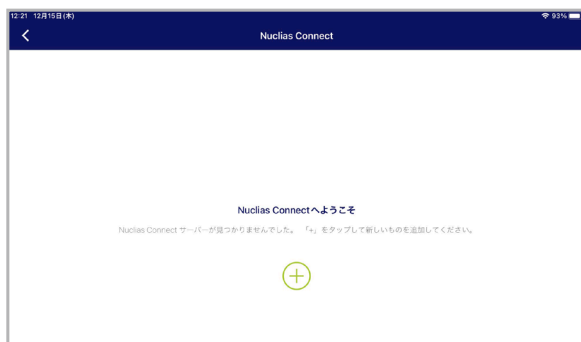 12:21 12月15日(木) 93%
Nuclias Connect
Nuclias Connectへようこそ
Nuclias Connect サーバーが見つかりませんでした。 「+」をタップして新しいものを追加してください。